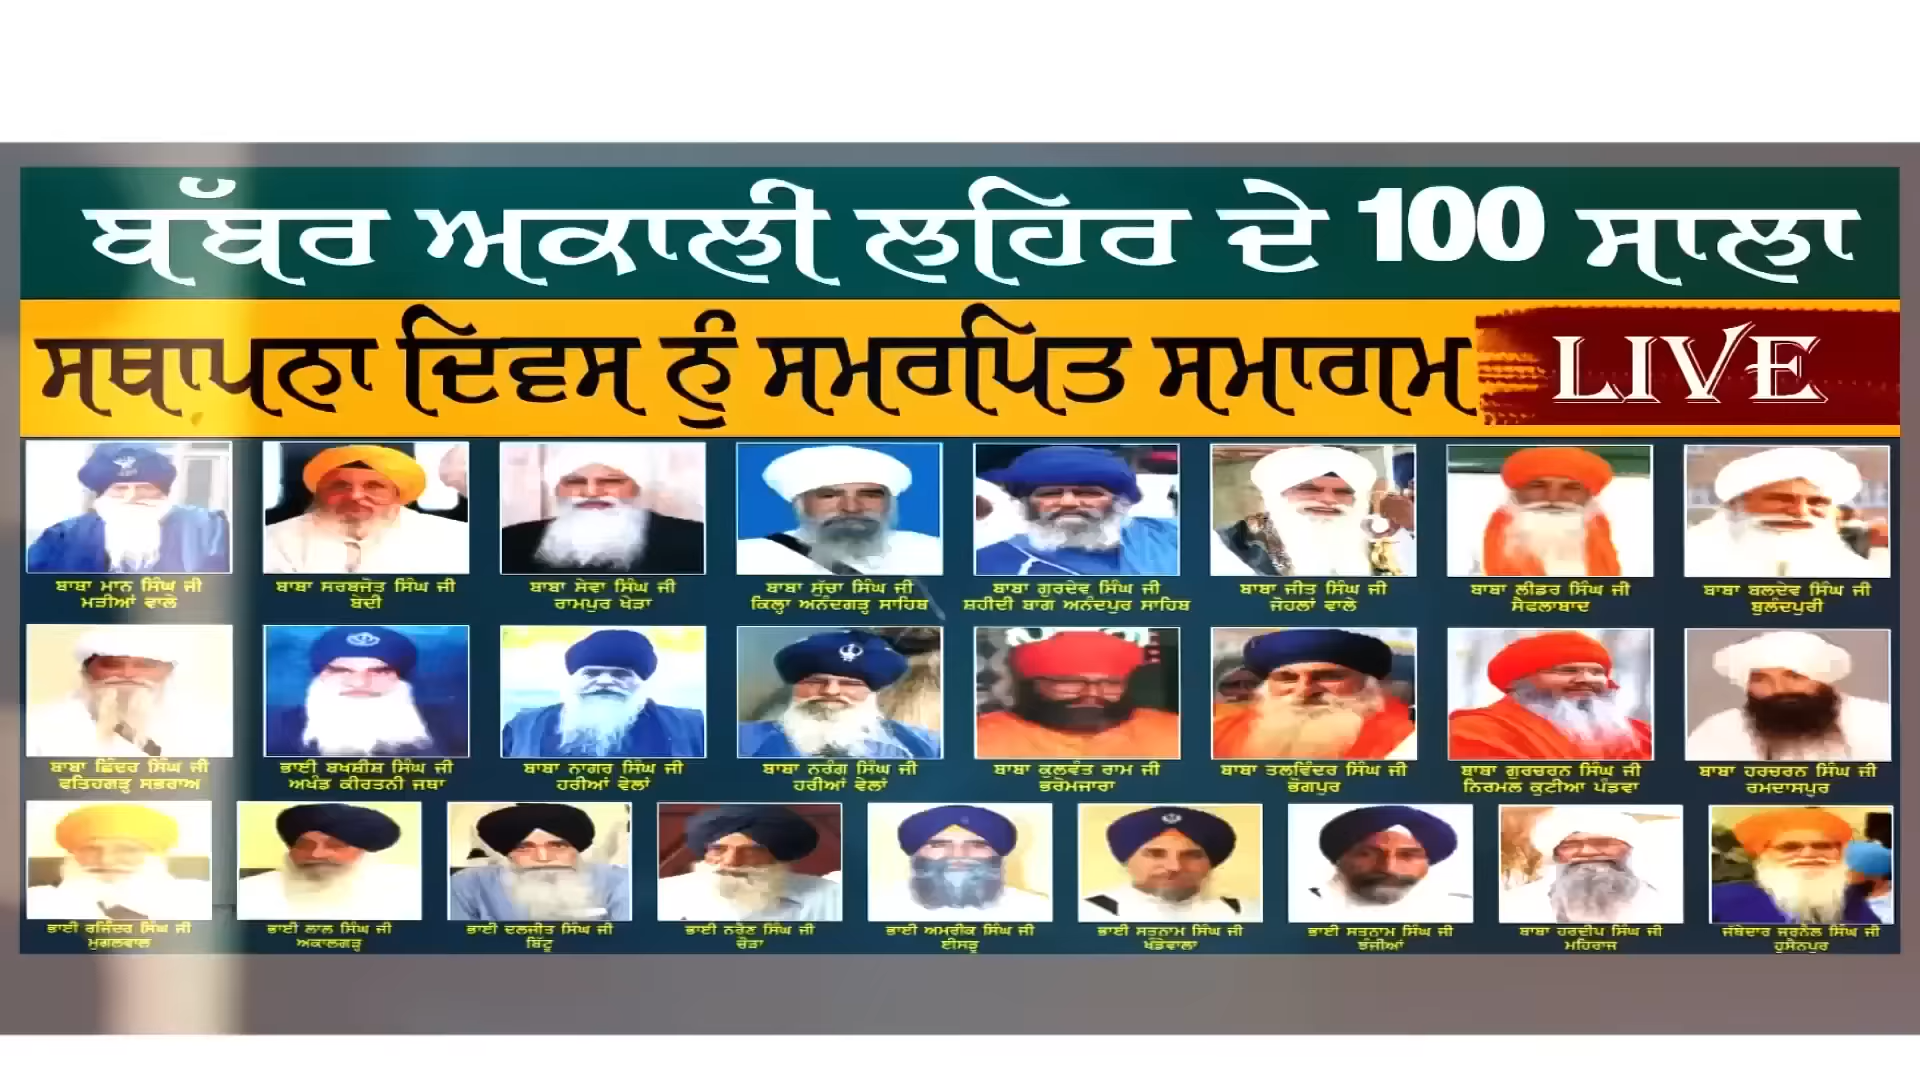 ਬੱਬਰ ਅਕਾਲੀ ਲਹਿਰ ਦੇ 100 ਸਾਲਾ
ਸਥਾਪਨਾ ਦਿਵਸ ਨੂੰ ਸਮਰਪਿਤ ਸਮਾਗਮ LIVE
ਬਾਬਾ ਮਾਨ ਸਿੰਘ ਜੀ
ਮੜੀਆਂ ਵਾਲੇ
ਬਾਬਾ ਸਰਬਜੋਤ ਸਿੰਘ ਜੀ
ਬੇਦੀ
ਬਾਬਾ ਸੇਵਾ ਸਿੰਘ ਜੀ
ਰਾਮਪੁਰ ਖੇੜਾ
ਬਾਬਾ ਸੁੱਚਾ ਸਿੰਘ ਜੀ
ਕਿਲ੍ਹਾ ਅਨੰਦਗੜ੍ਹ ਸਾਹਿਬ
ਬਾਬਾ ਗੁਰਦੇਵ ਸਿੰਘ ਜੀ
ਸ਼ਹੀਦੀ ਬਾਗ ਅਨੰਦਪੁਰ ਸਾਹਿਬ
ਬਾਬਾ ਜੀਤ ਸਿੰਘ ਜੀ
ਜੌਹਲਾਂ ਵਾਲੇ
ਬਾਬਾ ਲੀਡਰ ਸਿੰਘ ਜੀ
ਸੈਫਲਾਬਾਦ
ਬਾਬਾ ਬਲਦੇਵ ਸਿੰਘ ਜੀ
ਬੁਲੰਦਪੁਰੀ
ਬਾਬਾ ਛਿੰਦਰ ਸਿੰਘ ਜੀ
ਫਤਿਹਗੜ੍ਹ ਸਭਰਾਅ
ਭਾਈ ਬਖਸ਼ੀਸ਼ ਸਿੰਘ ਜੀ
ਅਖੰਡ ਕੀਰਤਨੀ ਜਥਾ
ਬਾਬਾ ਨਾਗਰ ਸਿੰਘ ਜੀ
ਹਰੀਆਂ ਵੇਲਾਂ
ਬਾਬਾ ਨਰੰਗ ਸਿੰਘ ਜੀ
ਹਰੀਆਂ ਵੇਲਾਂ
ਬਾਬਾ ਕੁਲਵੰਤ ਰਾਮ ਜੀ
ਭਰੋਮਜਾਰਾ
ਬਾਬਾ ਤਲਵਿੰਦਰ ਸਿੰਘ ਜੀ
ਭੋਗਪੁਰ
ਬਾਬਾ ਗੁਰਚਰਨ ਸਿੰਘ ਜੀ
ਨਿਰਮਲ ਕੁਟੀਆ ਪੰਡਵਾ
ਬਾਬਾ ਹਰਚਰਨ ਸਿੰਘ ਜੀ
ਰਮਦਾਸਪੁਰ
ਭਾਈ ਰਜਿੰਦਰ ਸਿੰਘ ਜੀ
ਮੁਗਲਵਾਲ
ਭਾਈ ਲਾਲ ਸਿੰਘ ਜੀ
ਅਕਾਲਗੜ੍ਹ
ਭਾਈ ਦਲਜੀਤ ਸਿੰਘ ਜੀ
ਬਿੱਟੂ
ਭਾਈ ਨਰੈਣ ਸਿੰਘ ਜੀ
ਚੌੜਾ
ਭਾਈ ਅਮਰੀਕ ਸਿੰਘ ਜੀ
ਈਸੜੂ
ਭਾਈ ਸਤਨਾਮ ਸਿੰਘ ਜੀ
ਖੰਡੇਵਾਲਾ
ਭਾਈ ਸਤਨਾਮ ਸਿੰਘ ਜੀ
ਝੰਜੀਆਂ
ਬਾਬਾ ਹਰਦੀਪ ਸਿੰਘ ਜੀ
ਮਹਿਰਾਜ
ਜੱਥੇਦਾਰ ਜਰਨੈਲ ਸਿੰਘ ਜੀ
ਹੁਸੈਨਪੁਰ